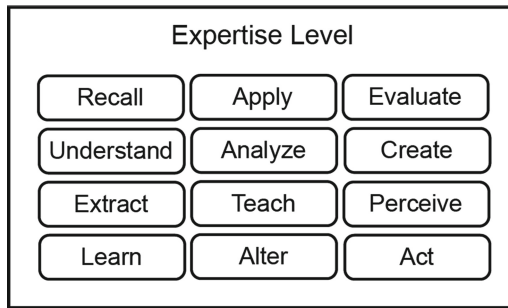 Expertise Level
Recall Apply Evaluate
Understand Analyze Create
Extract Teach Perceive
Learn Alter Act